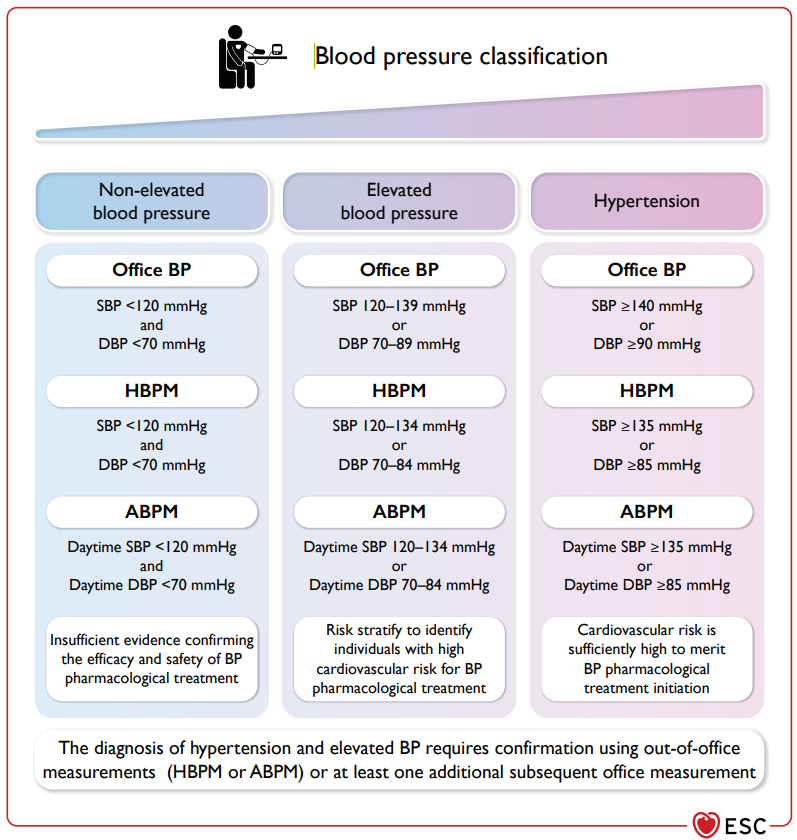 Blood pressure classification
Non-elevated
blood pressure
Elevated
blood pressure
Hypertension
Office BP
SBP <120 mmHg
and
DBP <70 mmHg
HBPM
SBP <120 mmHg
and
DBP <70 mmHg
ABPM
Daytime SBP <120 mmHg
and
Daytime DBP <70 mmHg
Insufficient evidence confirming
the efficacy and safety of BP
pharmacological treatment
Office BP
SBP 120–139 mmHg
or
DBP 70–89 mmHg
HBPM
SBP 120–134 mmHg
or
DBP 70–84 mmHg
ABPM
Daytime SBP 120–134 mmHg
or
Daytime DBP 70–84 mmHg
Risk stratify to identify
individuals with high
cardiovascular risk for BP
pharmacological treatment
Office BP
SBP ≥140 mmHg
or
DBP ≥90 mmHg
HBPM
SBP ≥135 mmHg
or
DBP ≥85 mmHg
ABPM
Daytime SBP ≥135 mmHg
or
Daytime DBP ≥85 mmHg
Cardiovascular risk is
sufficiently high to merit
BP pharmacological
treatment initiation
The diagnosis of hypertension and elevated BP requires confirmation using out-of-office
measurements (HBPM or ABPM) or at least one additional subsequent office measurement
ESC